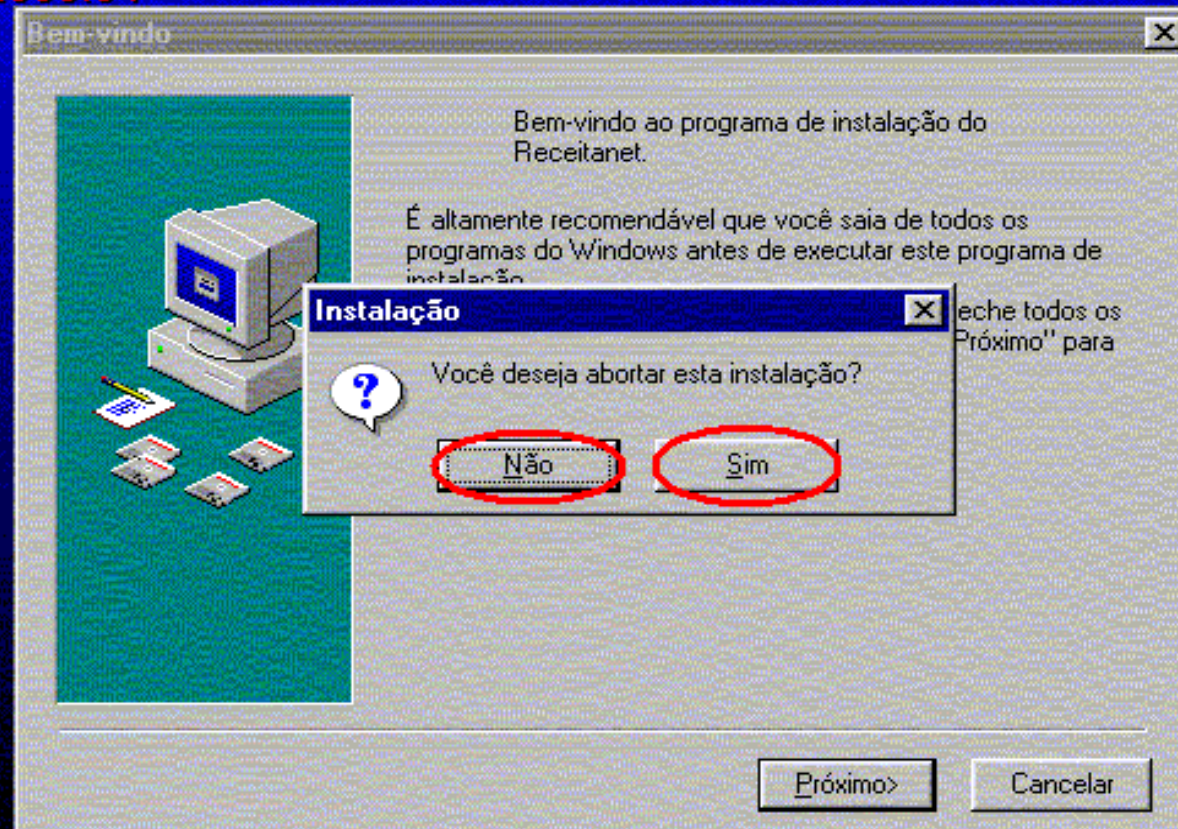 Bem-vindo
Bem-vindo ao programa de instalação do
Receitanet.
É altamente recomendável que você saia de todos os
programas do Windows antes de executar este programa de
instalação
eche todos os
Próximo" para
Instalação
Você deseja abortar esta instalação?
Não Sim
Próximo> Cancelar